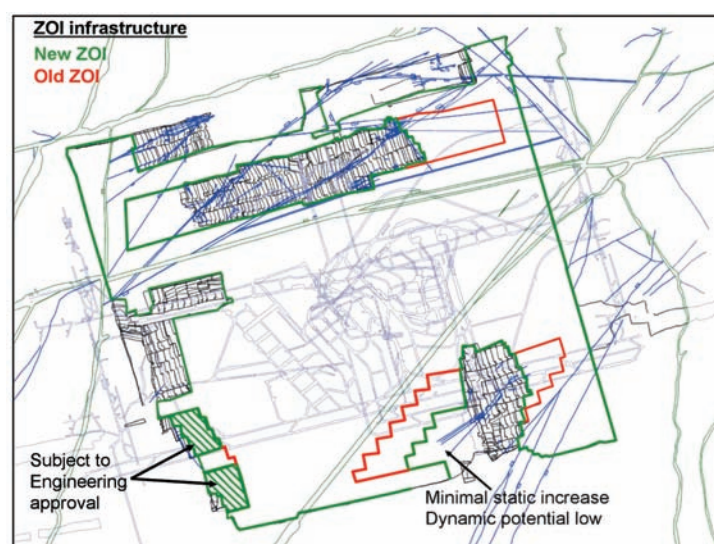 ZOI infrastructure
New ZOI
Old ZOI
Subject to
Engineering
approval
Minimal static increase
Dynamic potential low